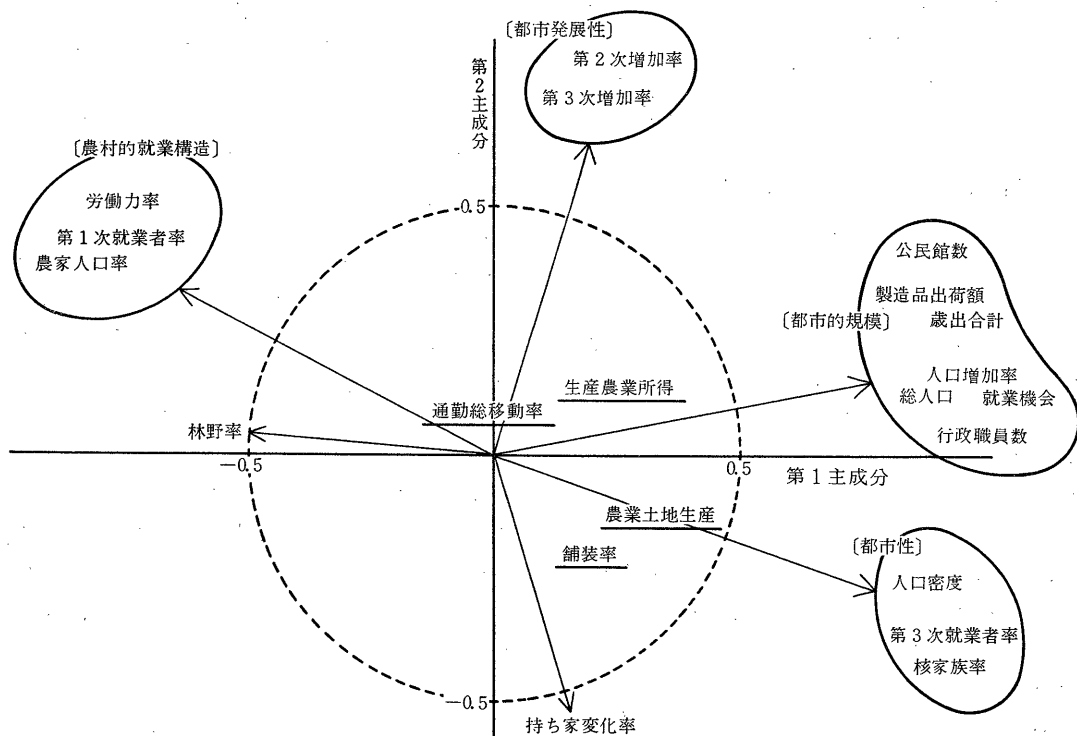 〔都市発展性〕
第2次増加率
第3次増加率
第2主成分
〔農村的就業構造〕
労働力率
第1次就業者率
農家人口率
0.5
公民館数
製造品出荷額
〔都市的規模〕
歳出合計
人口増加率
総人口 就業機会
行政職員数
生産農業所得
通勤総移動率
林野率
−0.5
0.5
第1主成分
農業土地生産
舗装率
〔都市性〕
人口密度
第3次就業者率
核家族率
−0.5
持ち家変化率